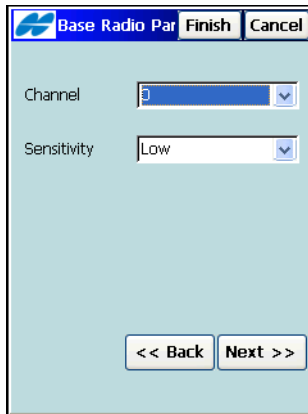 Base Radio Par Finish Cancel
Channel 0
Sensitivity Low
<< Back Next >>